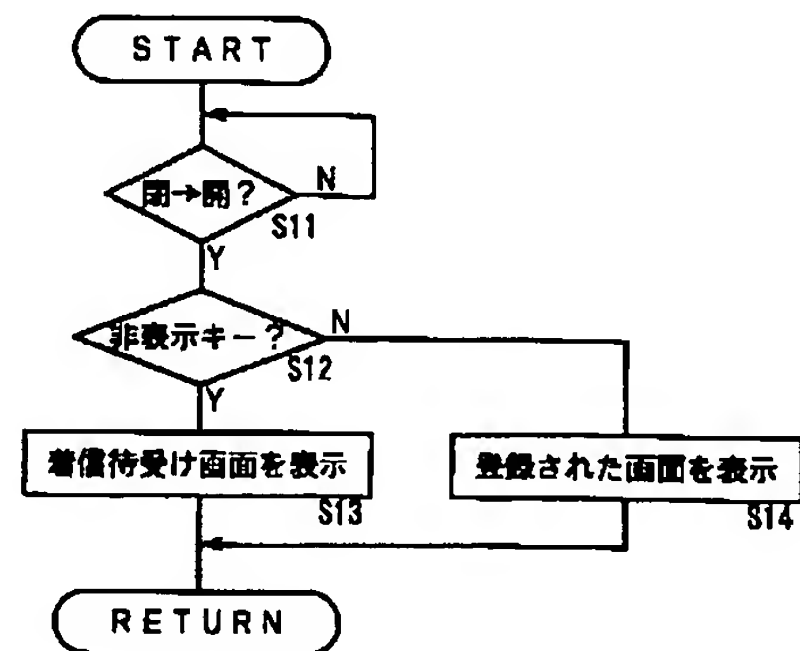 START
閉→開?
N
S11
Y
非表示キー?
N
S12
Y
着信待受け画面を表示
S13
登録された画面を表示
S14
RETURN